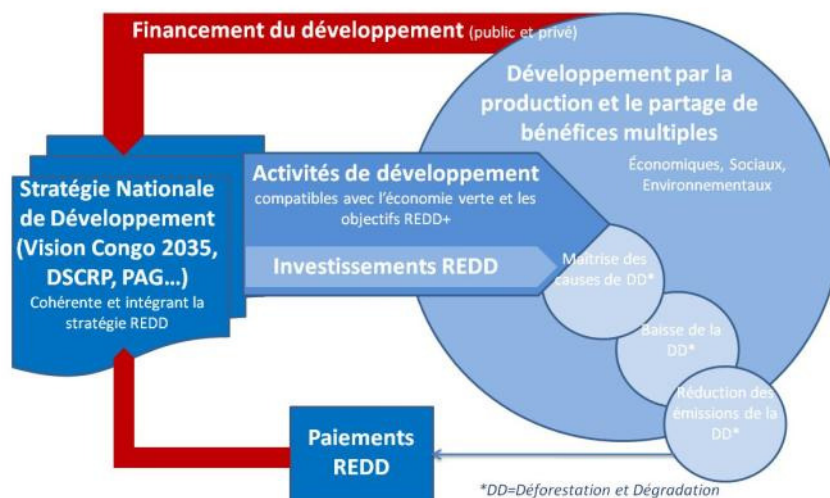 Financement du développement (public et privé)
Développement par la
production et le partage de
bénéfices multiples
Économiques, Sociaux,
Environnementaux
Stratégie Nationale
de Développement
(Vision Congo 2035,
DSCRP, PAG...)
Cohérente et intégrant la
stratégie REDD
Activités de développement
compatibles avec l'économie verte et les
objectifs REDD+
Investissements REDD
Maîtrise des
causes de DD*
Baisse de la
DD*
Réduction des
émissions de la
DD*
Paiements
REDD
*DD=Déforestation et Dégradation